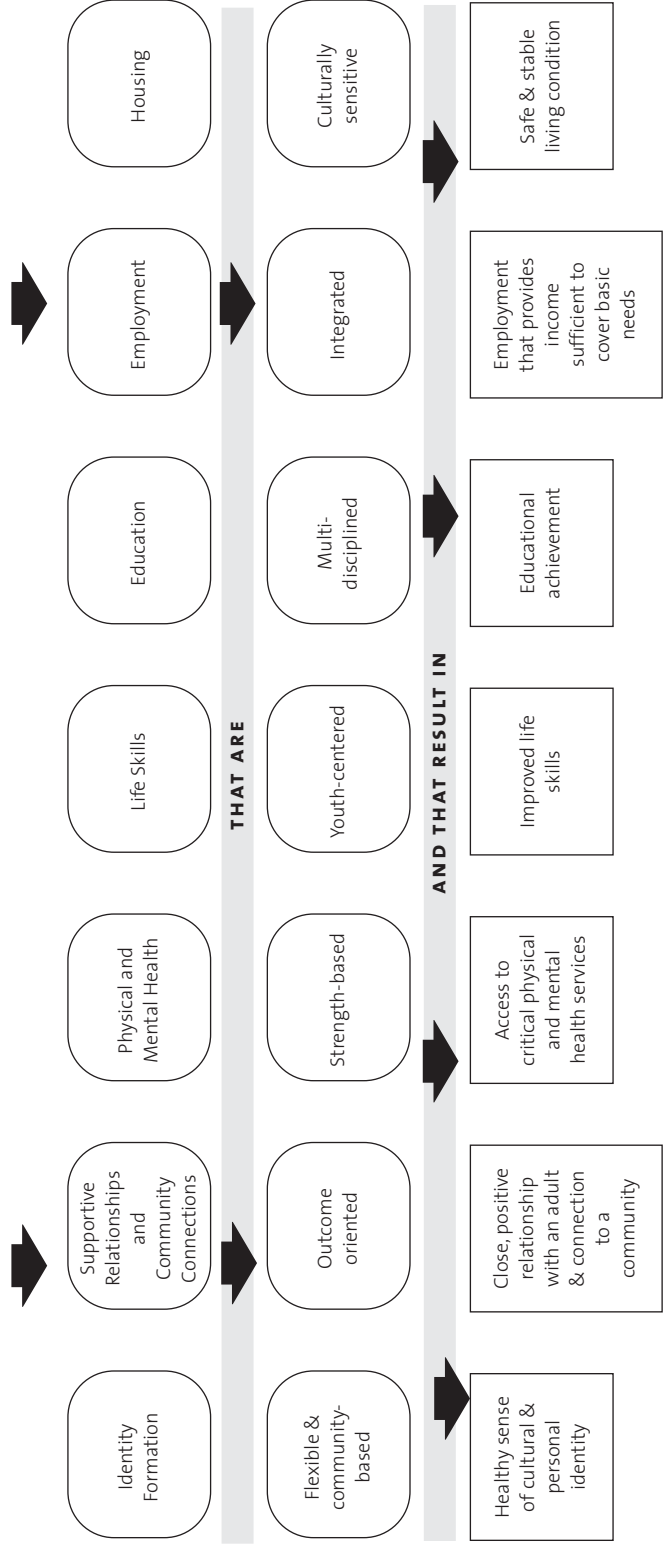 Identity
Formation
Supportive
Relationships
and
Community
Connections
Physical and
Mental Health
Life Skills
Education
Employment
Housing
THAT ARE
Flexible &
community-
based
Outcome
oriented
Strength-based
Youth-centered
Multi-
disciplined
Integrated
Culturally
sensitive
AND THAT RESULT IN
Healthy sense
of cultural &
personal
identity
Close, positive
relationship
with an adult
& connection
to a
community
Access to
critical physical
and mental
health services
Improved life
skills
Educational
achievement
Employment
that provides
income
sufficient to
cover basic
needs
Safe & stable
living condition